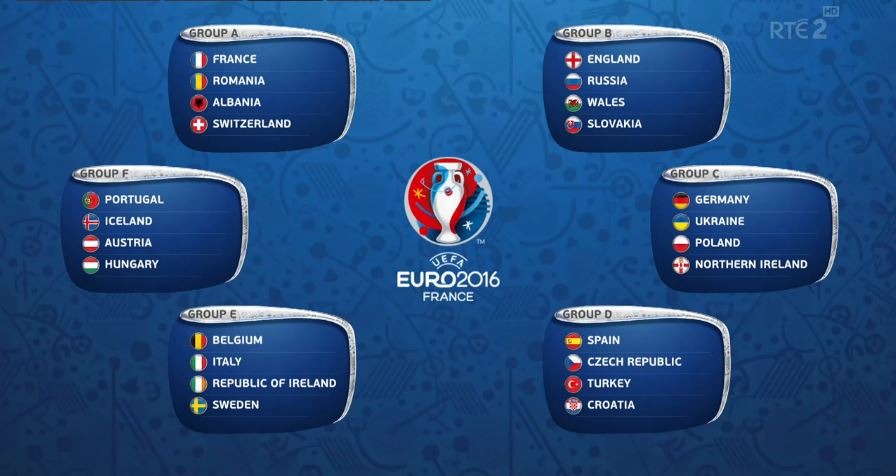 RTÉ 2
HD
GROUP A
FRANCE
ROMANIA
ALBANIA
SWITZERLAND
GROUP B
ENGLAND
RUSSIA
WALES
SLOVAKIA
GROUP F
PORTUGAL
ICELAND
AUSTRIA
HUNGARY
GROUP C
GERMANY
UKRAINE
POLAND
NORTHERN IRELAND
TM
UEFA
EURO2016
FRANCE
GROUP E
BELGIUM
ITALY
REPUBLIC OF IRELAND
SWEDEN
GROUP D
SPAIN
CZECH REPUBLIC
TURKEY
CROATIA